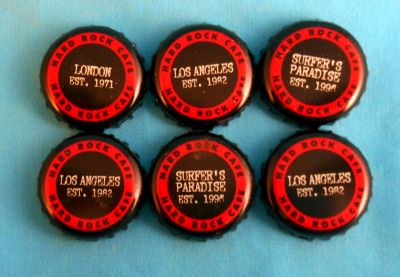 HARD ROCK CAFE
LONDON
EST. 1971
HARD ROCK CAFE
HARD ROCK CAFE
LOS ANGELES
EST. 1982
HARD ROCK CAFE
HARD ROCK CAFE
SURFER'S
PARADISE
EST. 1996
HARD ROCK CAFE
HARD ROCK CAFE
LOS ANGELES
EST. 1982
HARD ROCK CAFE
HARD ROCK CAFE
SURFER'S
PARADISE
EST. 1996
HARD ROCK CAFE
HARD ROCK CAFE
LOS ANGELES
EST. 1982
HARD ROCK CAFE